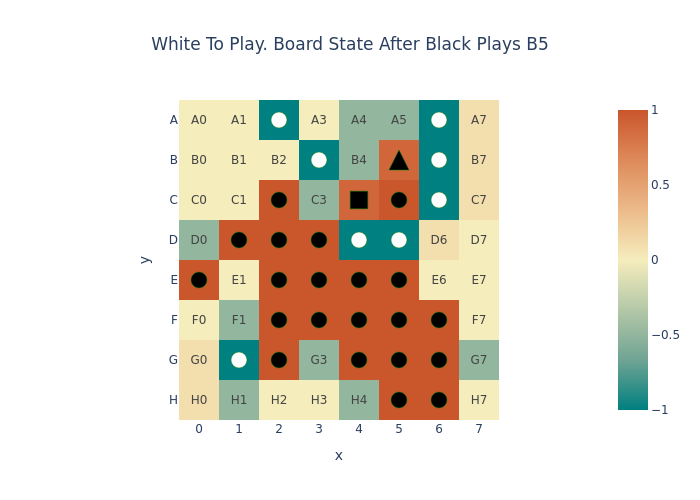 White To Play. Board State After Black Plays B5
A A0 A1 A3 A4 A5 A7 1
B B0 B1 B2 B4 B7
C C0 C1 C3 C7 0.5
D D0 D6 D7 0
E E1 E6 E7
F F0 F1 F7 −0.5
G G0 G3 G7
H H0 H1 H2 H3 H4 H7 −1
0 1 2 3 4 5 6 7
x
y